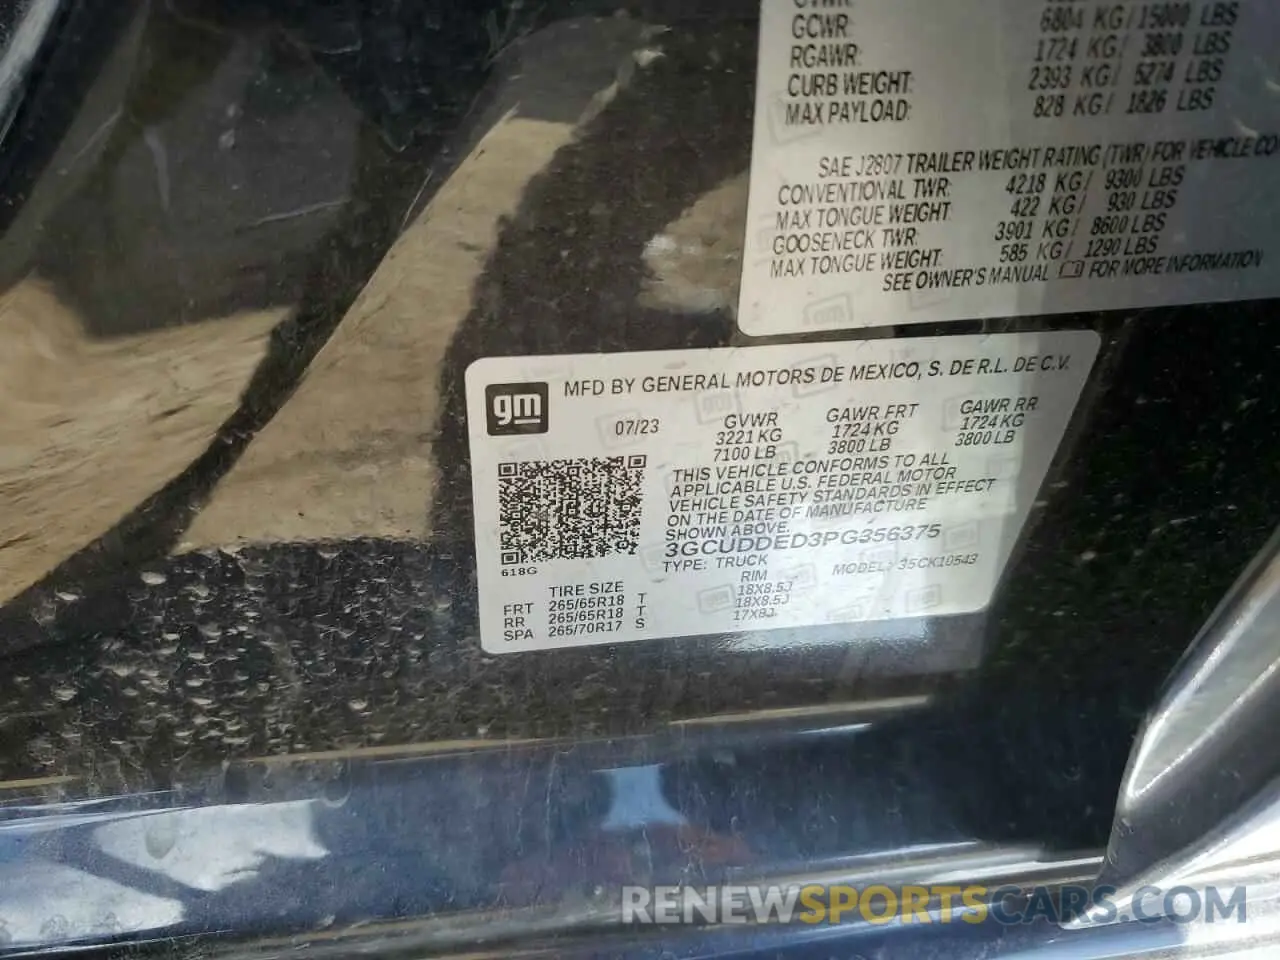 GCWR: 6804 KG/ 15000 LBS
RGAWR: 1724 KG/ 3800 LBS
CURB WEIGHT: 2393 KG/ 5274 LBS
MAX PAYLOAD: 828 KG/ 1826 LBS
SAE J2807 TRAILER WEIGHT RATING (TWR) FOR VEHICLE CO
CONVENTIONAL TWR: 4218 KG/ 9300 LBS
MAX TONGUE WEIGHT: 422 KG/ 930 LBS
GOOSENECK TWR: 3901 KG/ 8600 LBS
MAX TONGUE WEIGHT: 585 KG/ 1290 LBS
SEE OWNER'S MANUAL FOR MORE INFORMATION
gm MFD BY GENERAL MOTORS DE MEXICO, S. DE R.L. DE C.V.
07/23 GVWR GAWR FRT GAWR RR
3221 KG 1724 KG 1724 KG
7100 LB 3800 LB 3800 LB
THIS VEHICLE CONFORMS TO ALL
APPLICABLE U.S. FEDERAL MOTOR
VEHICLE SAFETY STANDARDS IN EFFECT
ON THE DATE OF MANUFACTURE
SHOWN ABOVE.
3GCUDDED3PG356375
618G TYPE: TRUCK MODEL: 35CK10543
TIRE SIZE RIM
FRT 265/65R18 T 18X8.5J
RR 265/65R18 T 18X8.5J
SPA 265/70R17 S 17X8J
RENEWSPORTSCARS.COM